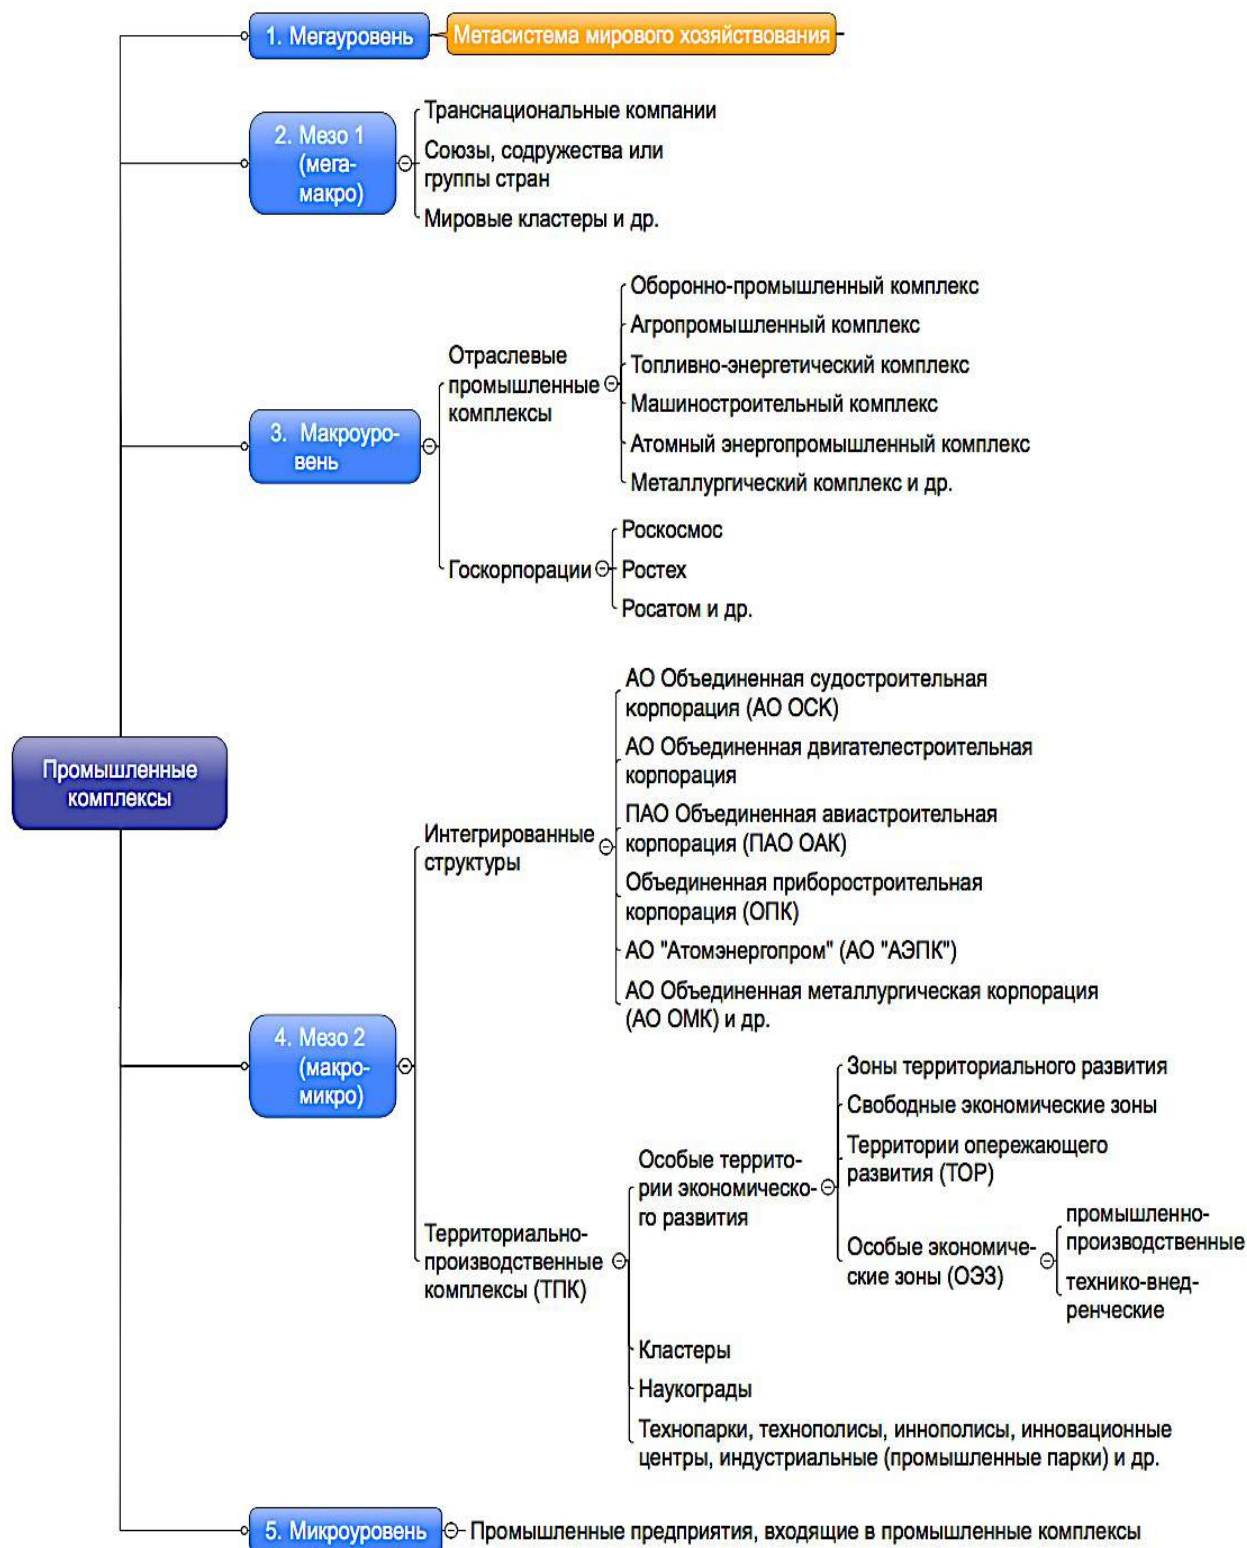 1. Мегауровень
Метасистема мирового хозяйствования
2. Мезо 1
(мега-
макро)
Транснациональные компании
Союзы, содружества или
группы стран
Мировые кластеры и др.
3. Макроуро-
вень
Отраслевые
промышленные
комплексы
Оборонно-промышленный комплекс
Агропромышленный комплекс
Топливно-энергетический комплекс
Машиностроительный комплекс
Атомный энергопромышленный комплекс
Металлургический комплекс и др.
Госкорпорации
Роскосмос
Ростех
Росатом и др.
Промышленные
комплексы
4. Мезо 2
(макро-
микро)
Интегрированные
структуры
АО Объединенная судостроительная
корпорация (АО ОСК)
АО Объединенная двигателестроительная
корпорация
ПАО Объединенная авиастроительная
корпорация (ПАО ОАК)
Объединенная приборостроительная
корпорация (ОПК)
АО "Атомэнергопром" (АО "АЭПК")
АО Объединенная металлургическая корпорация
(АО ОМК) и др.
Территориально-
производственные
комплексы (ТПК)
Особые террито-
рии экономическо-
го развития
Зоны территориального развития
Свободные экономические зоны
Территории опережающего
развития (ТОР)
Особые экономиче-
ские зоны (ОЭЗ)
промышленно-
производственные
технико-внед-
ренческие
Кластеры
Наукограды
Технопарки, технополисы, иннополисы, инновационные
центры, индустриальные (промышленные парки) и др.
5. Микроуровень
Промышленные предприятия, входящие в промышленные комплексы